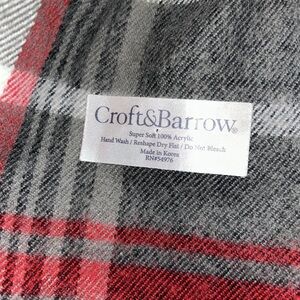 Croft&Barrow®
Super Soft 100% Acrylic
Hand Wash / Reshape Dry Flat / Do Not Bleach
Made in Korea
RN#54976